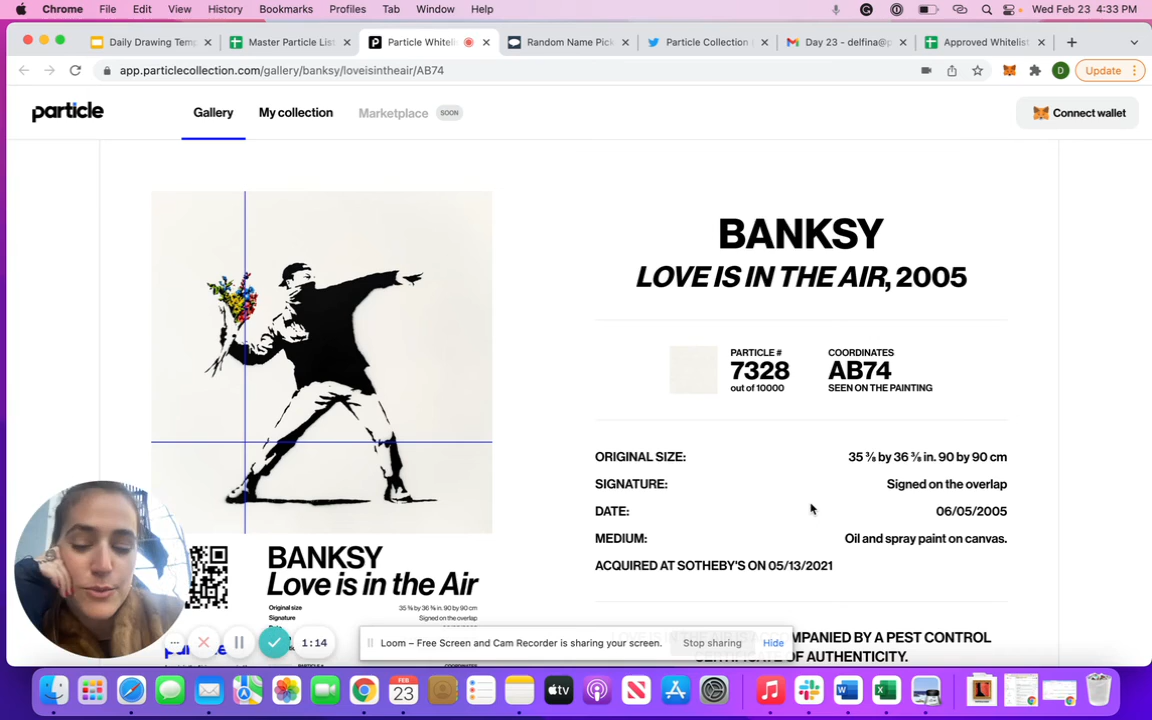 Chrome File Edit View History Bookmarks Profiles Tab Window Help Wed Feb 23 4:33 PM
Daily Drawing Temp Master Particle List Particle Whiteli Random Name Pick Particle Collection Day 23 - delfina@p Approved Whitelist
app.particlecollection.com/gallery/banksy/loveisintheair/AB74 D Update
particle Gallery My collection Marketplace SOON Connect wallet
BANKSY
LOVE IS IN THE AIR, 2005
PARTICLE #
7328
out of 10000
COORDINATES
AB74
SEEN ON THE PAINTING
ORIGINAL SIZE: 35 ⅜ by 36 ⅜ in. 90 by 90 cm
SIGNATURE: Signed on the overlap
DATE: 06/05/2005
MEDIUM: Oil and spray paint on canvas.
ACQUIRED AT SOTHEBY'S ON 05/13/2021
BANKSY
Love is in the Air
Original size 35 ⅜ by 36 ⅜ in. 90 by 90 cm
Signature Signed on the overlap
1:14
Loom – Free Screen and Cam Recorder is sharing your screen. Stop sharing Hide
CERTIFICATE OF AUTHENTICITY.
FEB
23
tv